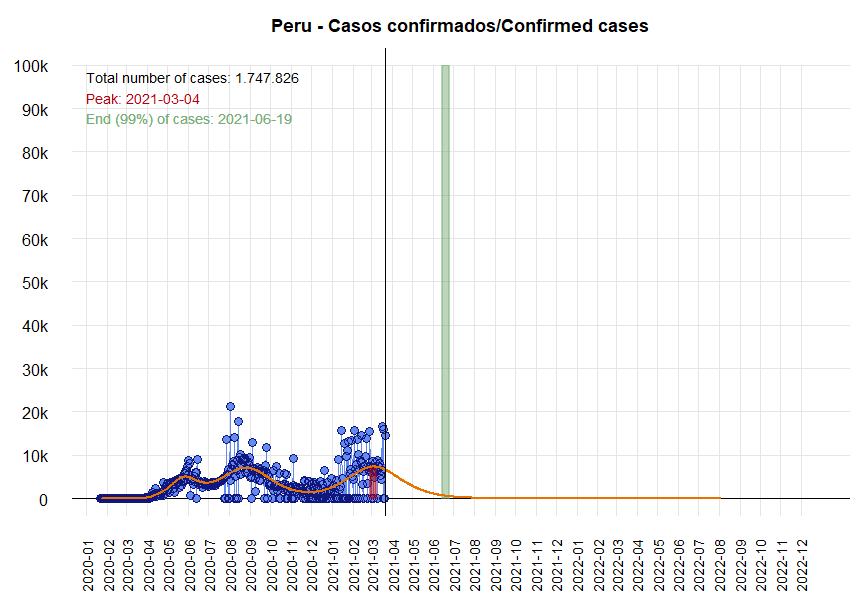 Peru - Casos confirmados/Confirmed cases
100k
90k
80k
70k
60k
50k
40k
30k
20k
10k
0
Total number of cases: 1.747.826
Peak: 2021-03-04
End (99%) of cases: 2021-06-19
2020-01
2020-02
2020-03
2020-04
2020-05
2020-06
2020-07
2020-08
2020-09
2020-10
2020-11
2020-12
2021-01
2021-02
2021-03
2021-04
2021-05
2021-06
2021-07
2021-08
2021-09
2021-10
2021-11
2021-12
2022-01
2022-02
2022-03
2022-04
2022-05
2022-06
2022-07
2022-08
2022-09
2022-10
2022-11
2022-12